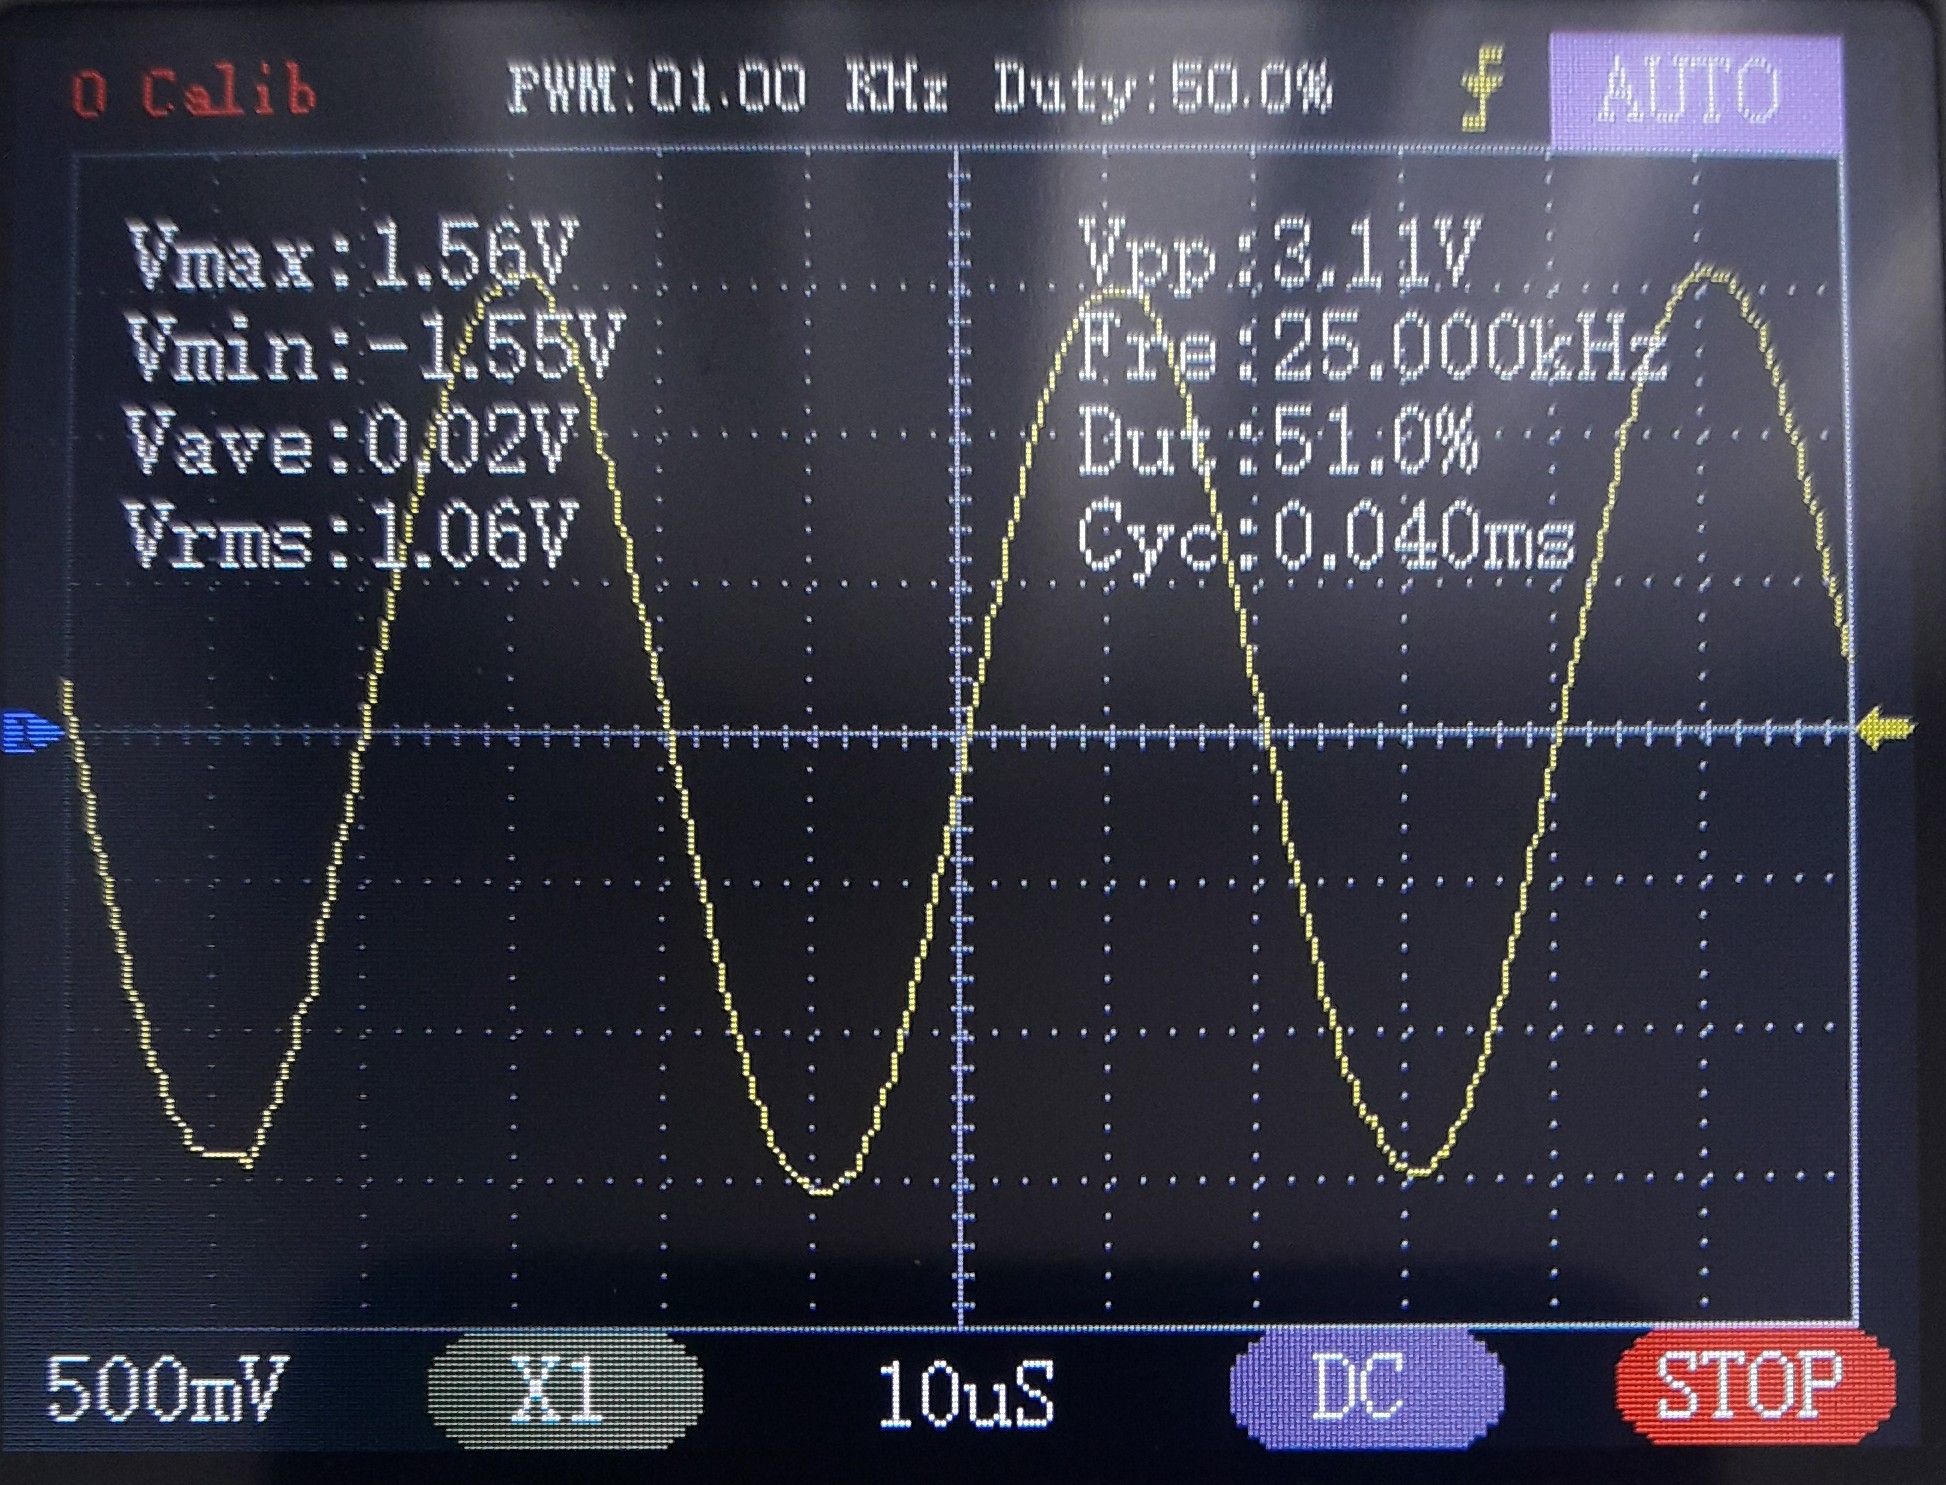 0 Calib PWM:01.00 KHz Duty:50.0% AUTO
Vmax:1.56V Vpp:3.11V
Vmin:-1.55V Fre:25.000kHz
Vave:0.02V Dut:51.0%
Vrms:1.06V Cyc:0.040ms
500mV X1 10uS DC STOP